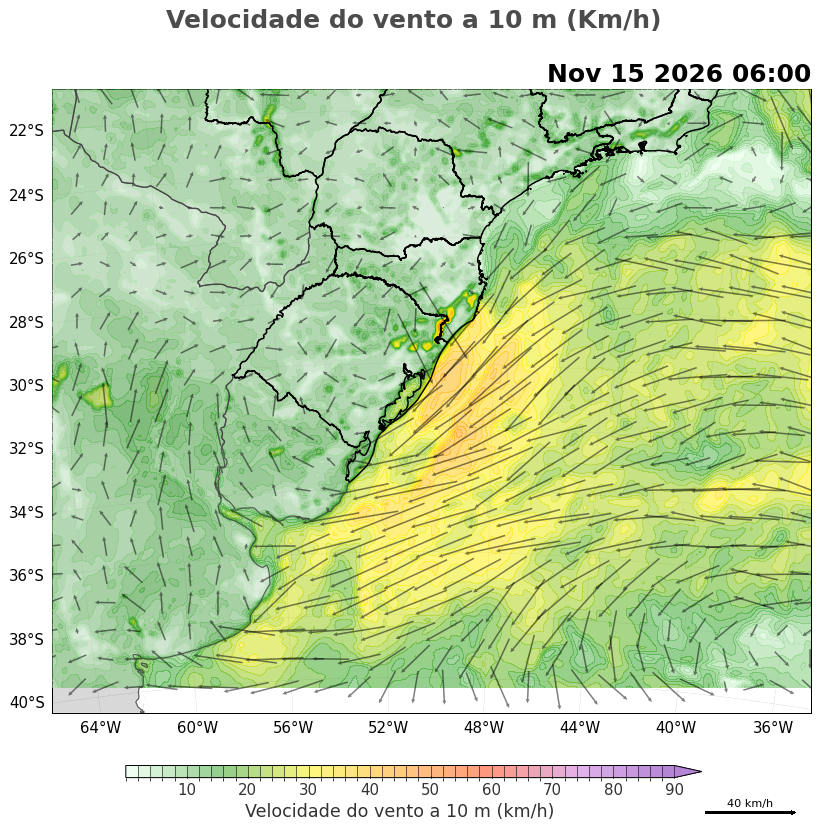 Velocidade do vento a 10 m (Km/h)
Nov 15 2026 06:00
22°S
24°S
26°S
28°S
30°S
32°S
34°S
36°S
38°S
40°S
64°W 60°W 56°W 52°W 48°W 44°W 40°W 36°W
10 20 30 40 50 60 70 80 90
Velocidade do vento a 10 m (km/h)
40 km/h